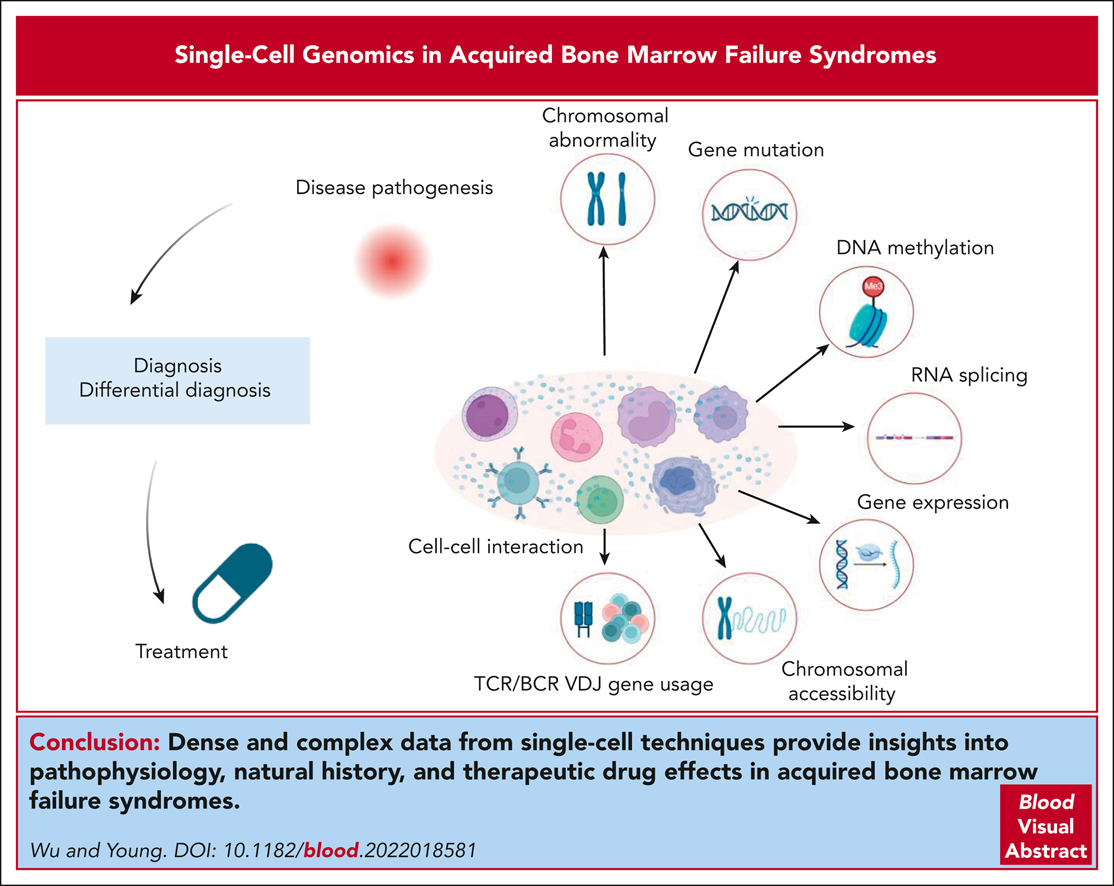 Single-Cell Genomics in Acquired Bone Marrow Failure Syndromes
Chromosomal
abnormality
Gene mutation
Disease pathogenesis
DNA methylation
Me3
Diagnosis
Differential diagnosis
RNA splicing
Gene expression
Cell-cell interaction
Treatment
TCR/BCR VDJ gene usage
Chromosomal
accessibility
Conclusion: Dense and complex data from single-cell techniques provide insights into
pathophysiology, natural history, and therapeutic drug effects in acquired bone marrow
failure syndromes.
Wu and Young. DOI: 10.1182/blood.2022018581
Blood
Visual
Abstract